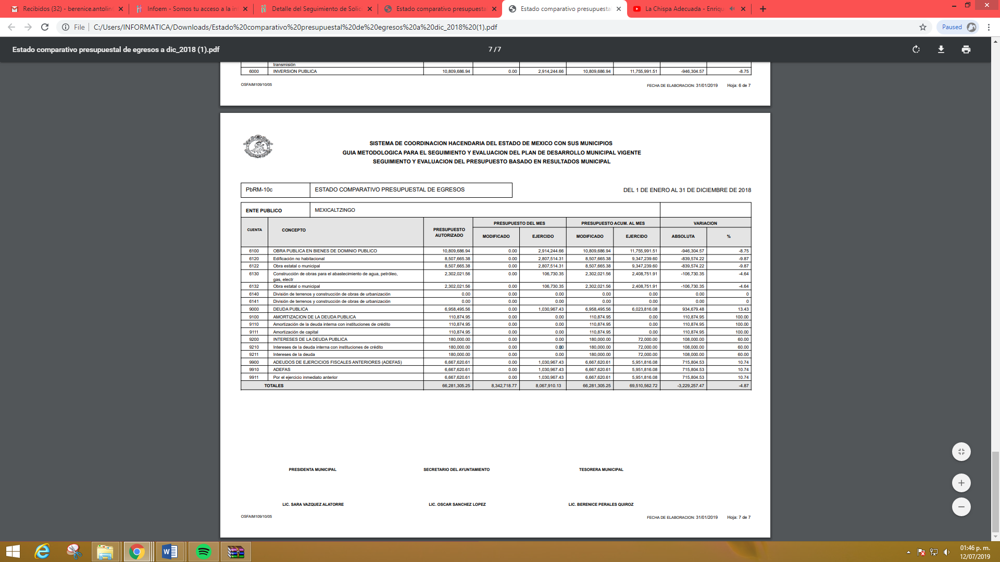 Recibidos (32) - berenice.antolin
Infoem - Somos tu acceso a la in
Detalle del Seguimiento de Solic
Estado comparativo presupuesta
Estado comparativo presupuesta
La Chispa Adecuada - Enriqu
File C:/Users/INFORMATICA/Downloads/Estado%20comparativo%20presupuestal%20de%20egresos%20a%20dic_2018%20(1).pdf
Paused
Estado comparativo presupuestal de egresos a dic_2018 (1).pdf
7 / 7
transmisión
6000 INVERSION PUBLICA 10,809,686.94 0.00 2,914,244.66 10,809,686.94 11,755,991.51 -946,304.57 -8.75
OSFAIM109/10/05 FECHA DE ELABORACION: 31/01/2019 Hoja: 6 de 7
SISTEMA DE COORDINACION HACENDARIA DEL ESTADO DE MEXICO CON SUS MUNICIPIOS
GUIA METODOLOGICA PARA EL SEGUIMIENTO Y EVALUACION DEL PLAN DE DESARROLLO MUNICIPAL VIGENTE
SEGUIMIENTO Y EVALUACION DEL PRESUPUESTO BASADO EN RESULTADOS MUNICIPAL
PbRM-10c ESTADO COMPARATIVO PRESUPUESTAL DE EGRESOS DEL 1 DE ENERO AL 31 DE DICIEMBRE DE 2018
ENTE PUBLICO MEXICALTZINGO
CUENTA CONCEPTO PRESUPUESTO AUTORIZADO PRESUPUESTO DEL MES PRESUPUESTO ACUM. AL MES VARIACION
MODIFICADO EJERCIDO MODIFICADO EJERCIDO ABSOLUTA %
6100 OBRA PUBLICA EN BIENES DE DOMINIO PUBLICO 10,809,686.94 0.00 2,914,244.66 10,809,686.94 11,755,991.51 -946,304.57 -8.75
6120 Edificación no habitacional 8,507,665.38 0.00 2,807,514.31 8,507,665.38 9,347,239.60 -839,574.22 -9.87
6122 Obra estatal o municipal 8,507,665.38 0.00 2,807,514.31 8,507,665.38 9,347,239.60 -839,574.22 -9.87
6130 Construcción de obras para el abastecimiento de agua, petróleo, 2,302,021.56 0.00 106,730.35 2,302,021.56 2,408,751.91 -106,730.35 -4.64
gas, electr
6132 Obra estatal o municipal 2,302,021.56 0.00 106,730.35 2,302,021.56 2,408,751.91 -106,730.35 -4.64
6140 División de terrenos y construcción de obras de urbanización 0.00 0.00 0.00 0.00 0.00 0.00 0
6141 División de terrenos y construcción de obras de urbanización 0.00 0.00 0.00 0.00 0.00 0.00 0
9000 DEUDA PUBLICA 6,958,495.56 0.00 1,030,967.43 6,958,495.56 6,023,816.08 934,679.48 13.43
9100 AMORTIZACION DE LA DEUDA PUBLICA 110,874.95 0.00 0.00 110,874.95 0.00 110,874.95 100.00
9110 Amortización de la deuda interna con instituciones de crédito 110,874.95 0.00 0.00 110,874.95 0.00 110,874.95 100.00
9111 Amortización de capital 110,874.95 0.00 0.00 110,874.95 0.00 110,874.95 100.00
9200 INTERESES DE LA DEUDA PUBLICA 180,000.00 0.00 0.00 180,000.00 72,000.00 108,000.00 60.00
9210 Intereses de la deuda interna con instituciones de crédito 180,000.00 0.00 0.00 180,000.00 72,000.00 108,000.00 60.00
9211 Intereses de la deuda 180,000.00 0.00 0.00 180,000.00 72,000.00 108,000.00 60.00
9900 ADEUDOS DE EJERCICIOS FISCALES ANTERIORES (ADEFAS) 6,667,620.61 0.00 1,030,967.43 6,667,620.61 5,951,816.08 715,804.53 10.74
9910 ADEFAS 6,667,620.61 0.00 1,030,967.43 6,667,620.61 5,951,816.08 715,804.53 10.74
9911 Por el ejercicio inmediato anterior 6,667,620.61 0.00 1,030,967.43 6,667,620.61 5,951,816.08 715,804.53 10.74
TOTALES 66,281,305.25 8,342,718.77 8,067,910.13 66,281,305.25 69,510,562.72 -3,229,257.47 -4.87
PRESIDENTA MUNICIPAL SECRETARIO DEL AYUNTAMIENTO TESORERA MUNICIPAL
LIC. SARA VAZQUEZ ALATORRE LIC. OSCAR SANCHEZ LOPEZ LIC. BERENICE PERALES QUIROZ
OSFAIM109/10/05 FECHA DE ELABORACION: 31/01/2019 Hoja: 7 de 7
01:46 p. m.
12/07/2019